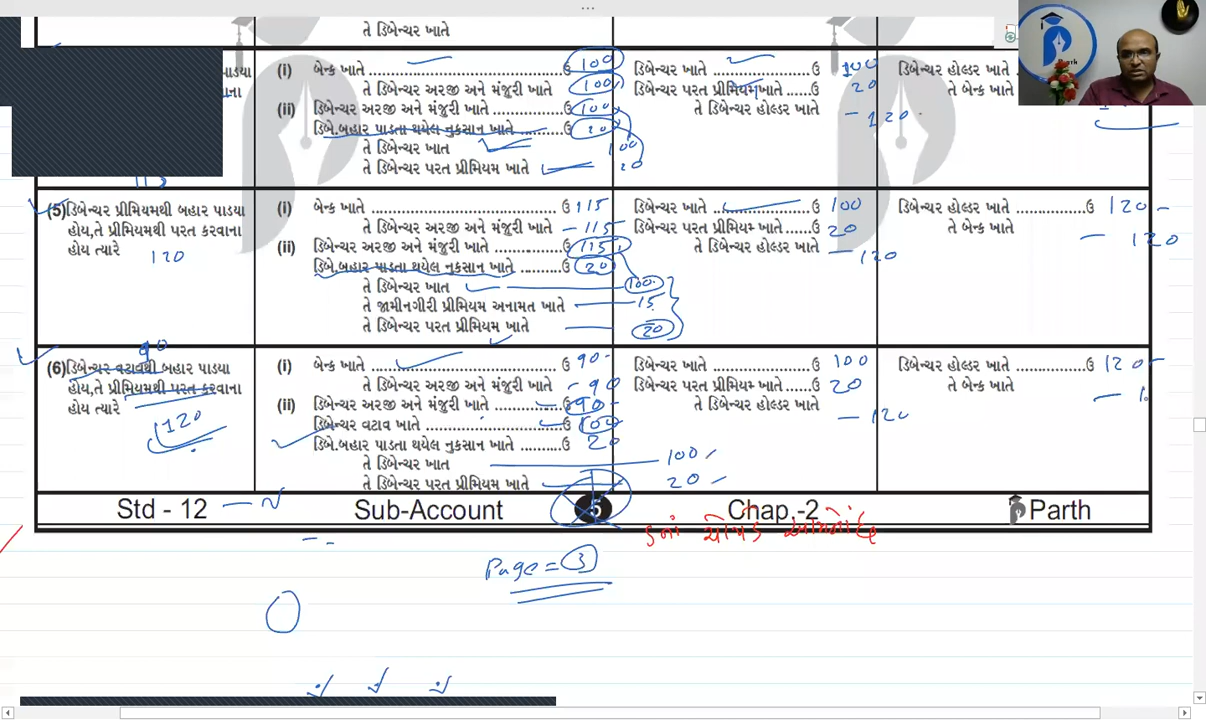 તે ડિબેન્ચર ખાતે
પાડયા
વાના
(i) બેન્ક ખાતે ........ ઉ 100
તે ડિબેન્ચર અરજી અને મંજુરી ખાતે 100
(ii) ડિબેન્ચર અરજી અને મંજુરી ખાતે ........ ઉ 100
ડિબે.બહાર પાડતા થયેલ નુકસાન ખાતે ........ ઉ 20
તે ડિબેન્ચર ખાત 100
તે ડિબેન્ચર પરત પ્રીમિયમ ખાતે 20
ડિબેન્ચર ખાતે ........ ઉ 100
ડિબેન્ચર પરત પ્રીમિયમખાતે ...... ઉ 20
તે ડિબેન્ચર હોલ્ડર ખાતે - 120
ડિબેન્ચર હોલ્ડર ખાતે
તે બેન્ક ખાતે
Parth
(5)ડિબેન્ચર પ્રીમિયમથી બહાર પાડયા
હોય,તે પ્રીમિયમથી પરત કરવાના
હોય ત્યારે 120
(i) બેન્ક ખાતે ........ ઉ 115
તે ડિબેન્ચર અરજી અને મંજુરી ખાતે - 115
(ii) ડિબેન્ચર અરજી અને મંજુરી ખાતે ........ ઉ 115
ડિબે.બહાર પાડતા થયેલ નુકસાન ખાતે ........ ઉ 20
તે ડિબેન્ચર ખાત 100
તે જામીનગીરી પ્રીમિયમ અનામત ખાતે 15
તે ડિબેન્ચર પરત પ્રીમિયમ ખાતે 20
ડિબેન્ચર ખાતે ........ ઉ 100
ડિબેન્ચર પરત પ્રીમિયમ ખાતે ...... ઉ 20
તે ડિબેન્ચર હોલ્ડર ખાતે - 120
ડિબેન્ચર હોલ્ડર ખાતે ........ ઉ 120 -
તે બેન્ક ખાતે - 120
90
(6)ડિબેન્ચર વટાવથી બહાર પાડયા
હોય,તે પ્રીમિયમથી પરત કરવાના
હોય ત્યારે
120
(i) બેન્ક ખાતે ........ ઉ 90 -
તે ડિબેન્ચર અરજી અને મંજુરી ખાતે - 90
(ii) ડિબેન્ચર અરજી અને મંજુરી ખાતે ........ ઉ 90 -
ડિબેન્ચર વટાવ ખાતે ........ ઉ 100
ડિબે.બહાર પાડતા થયેલ નુકસાન ખાતે ........ ઉ 20
તે ડિબેન્ચર ખાત 100
તે ડિબેન્ચર પરત પ્રીમિયમ ખાતે 20
ડિબેન્ચર ખાતે ........ ઉ 100
ડિબેન્ચર પરત પ્રીમિયમ ખાતે ...... ઉ 20
તે ડિબેન્ચર હોલ્ડર ખાતે - 120
ડિબેન્ચર હોલ્ડર ખાતે ........ ઉ 120 -
તે બેન્ક ખાતે
Std - 12 Sub-Account 5 Chap.-2 Parth
Page = 3